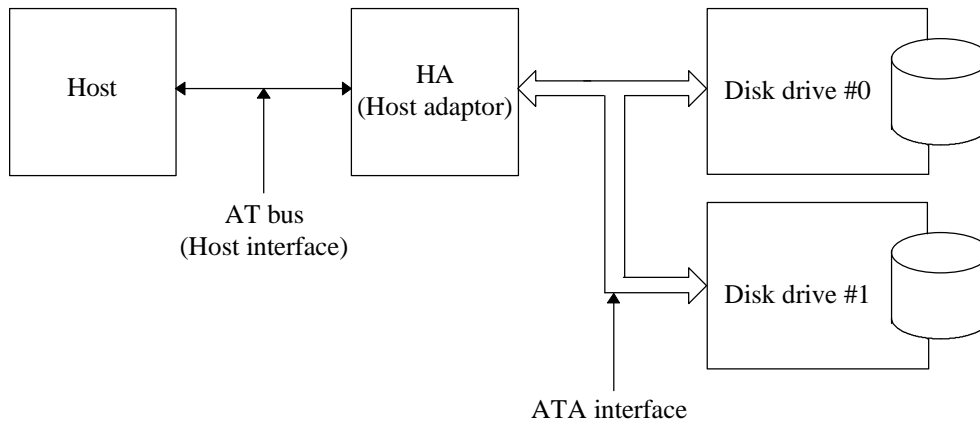 Host
HA
(Host adaptor)
Disk drive #0
AT bus
(Host interface)
Disk drive #1
ATA interface